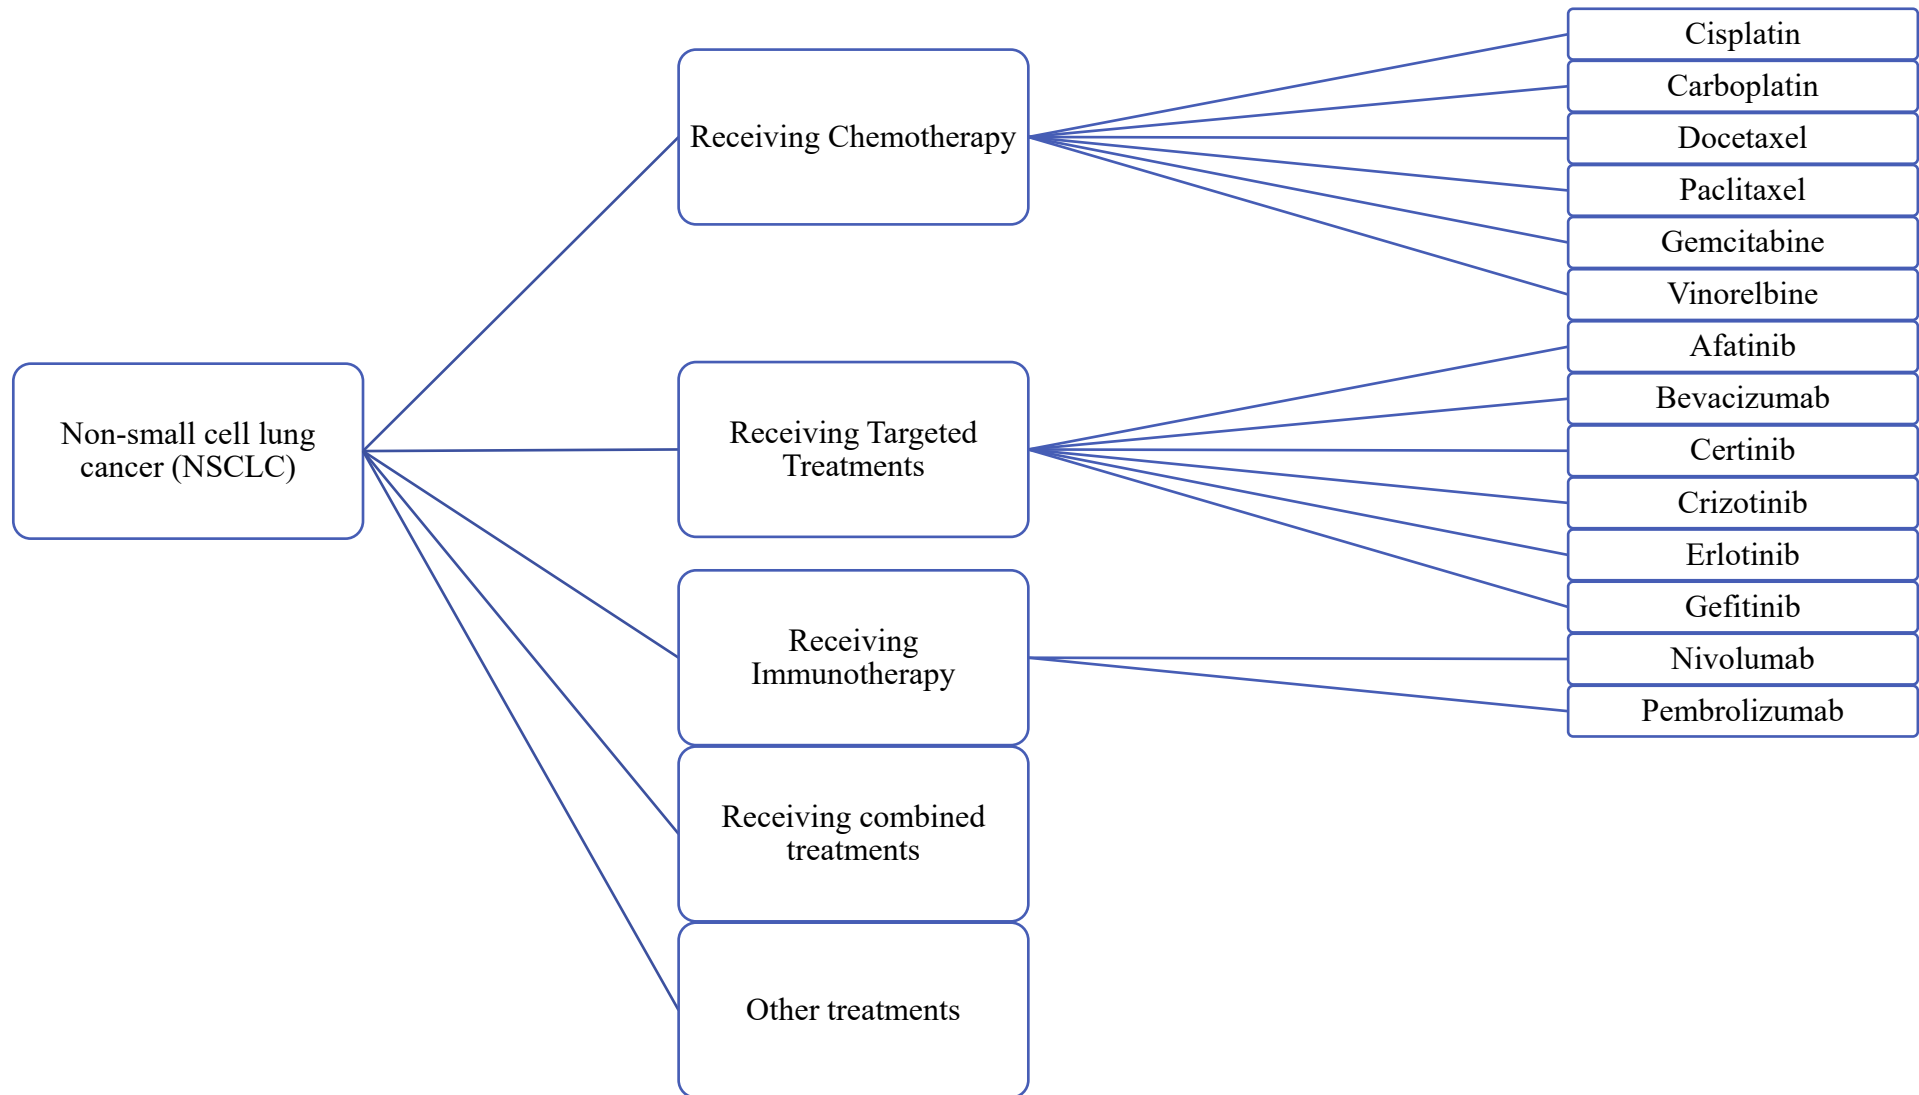 Non-small cell lung
cancer (NSCLC)
Receiving Chemotherapy
Cisplatin
Carboplatin
Docetaxel
Paclitaxel
Gemcitabine
Vinorelbine
Receiving Targeted
Treatments
Afatinib
Bevacizumab
Certinib
Crizotinib
Erlotinib
Gefitinib
Receiving
Immunotherapy
Nivolumab
Pembrolizumab
Receiving combined
treatments
Other treatments